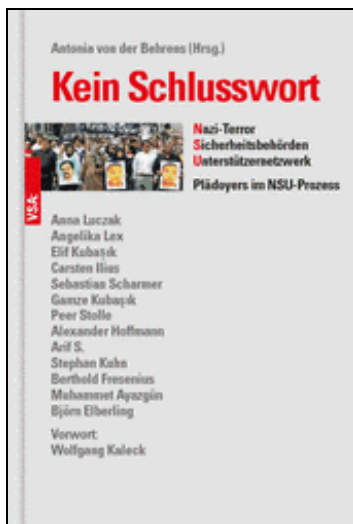 Antonia von der Behrens (Hrsg.)
Kein Schlusswort
Nazi-Terror
Sicherheitsbehörden
Unterstützernetzwerk
Plädoyers im NSU-Prozess
VSA:
Anna Luczak
Angelika Lex
Elif Kubaşık
Carsten Ilius
Sebastian Scharmer
Gamze Kubaşık
Peer Stolle
Alexander Hoffmann
Arif S.
Stephan Kuhn
Berthold Fresenius
Muhammet Ayazgün
Björn Elberling
Vorwort:
Wolfgang Kaleck